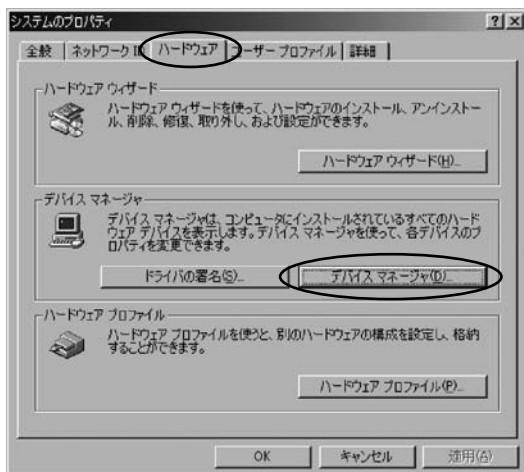 システムのプロパティ
? ×
全般 ネットワーク ID ハードウェア ユーザー プロファイル 詳細
ハードウェア ウィザード
ハードウェア ウィザードを使って、ハードウェアのインストール、アンインストー
ル、削除、修復、取り外し、および設定ができます。
ハードウェア ウィザード(H)...
デバイス マネージャ
デバイス マネージャは、コンピュータにインストールされているすべてのハード
ウェア デバイスを表示します。デバイス マネージャを使って、各デバイスのプ
ロパティを変更できます。
ドライバの署名(S)... デバイス マネージャ(D)...
ハードウェア プロファイル
ハードウェア プロファイルを使うと、別のハードウェアの構成を設定し、格納
することができます。
ハードウェア プロファイル(P)...
OK キャンセル 適用(A)